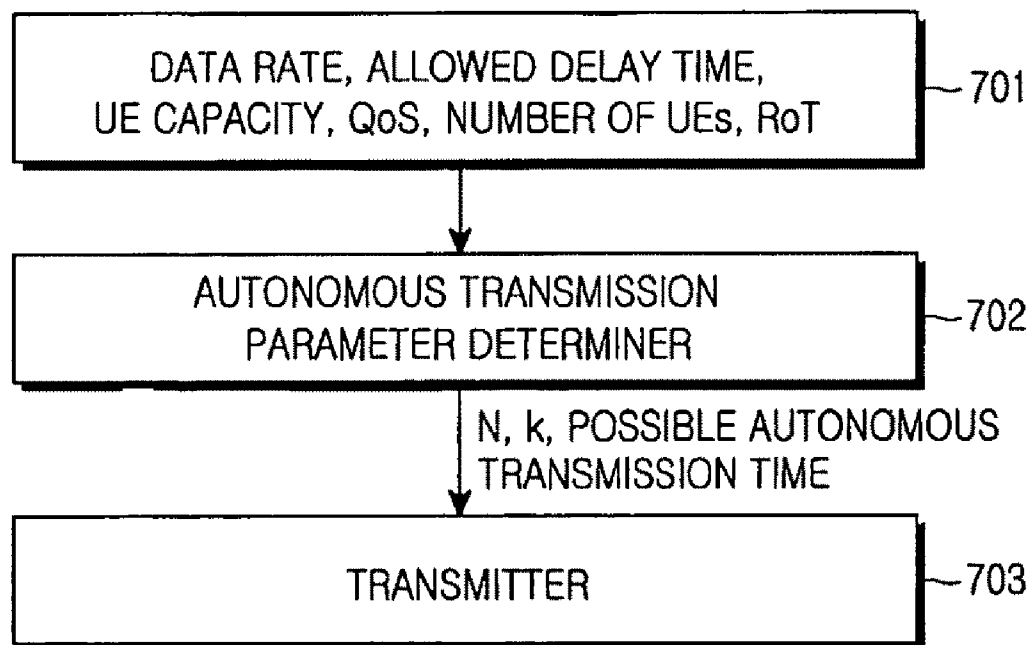 DATA RATE, ALLOWED DELAY TIME,
UE CAPACITY, QoS, NUMBER OF UEs, RoT
701
AUTONOMOUS TRANSMISSION
PARAMETER DETERMINER
702
N, k, POSSIBLE AUTONOMOUS
TRANSMISSION TIME
TRANSMITTER
703